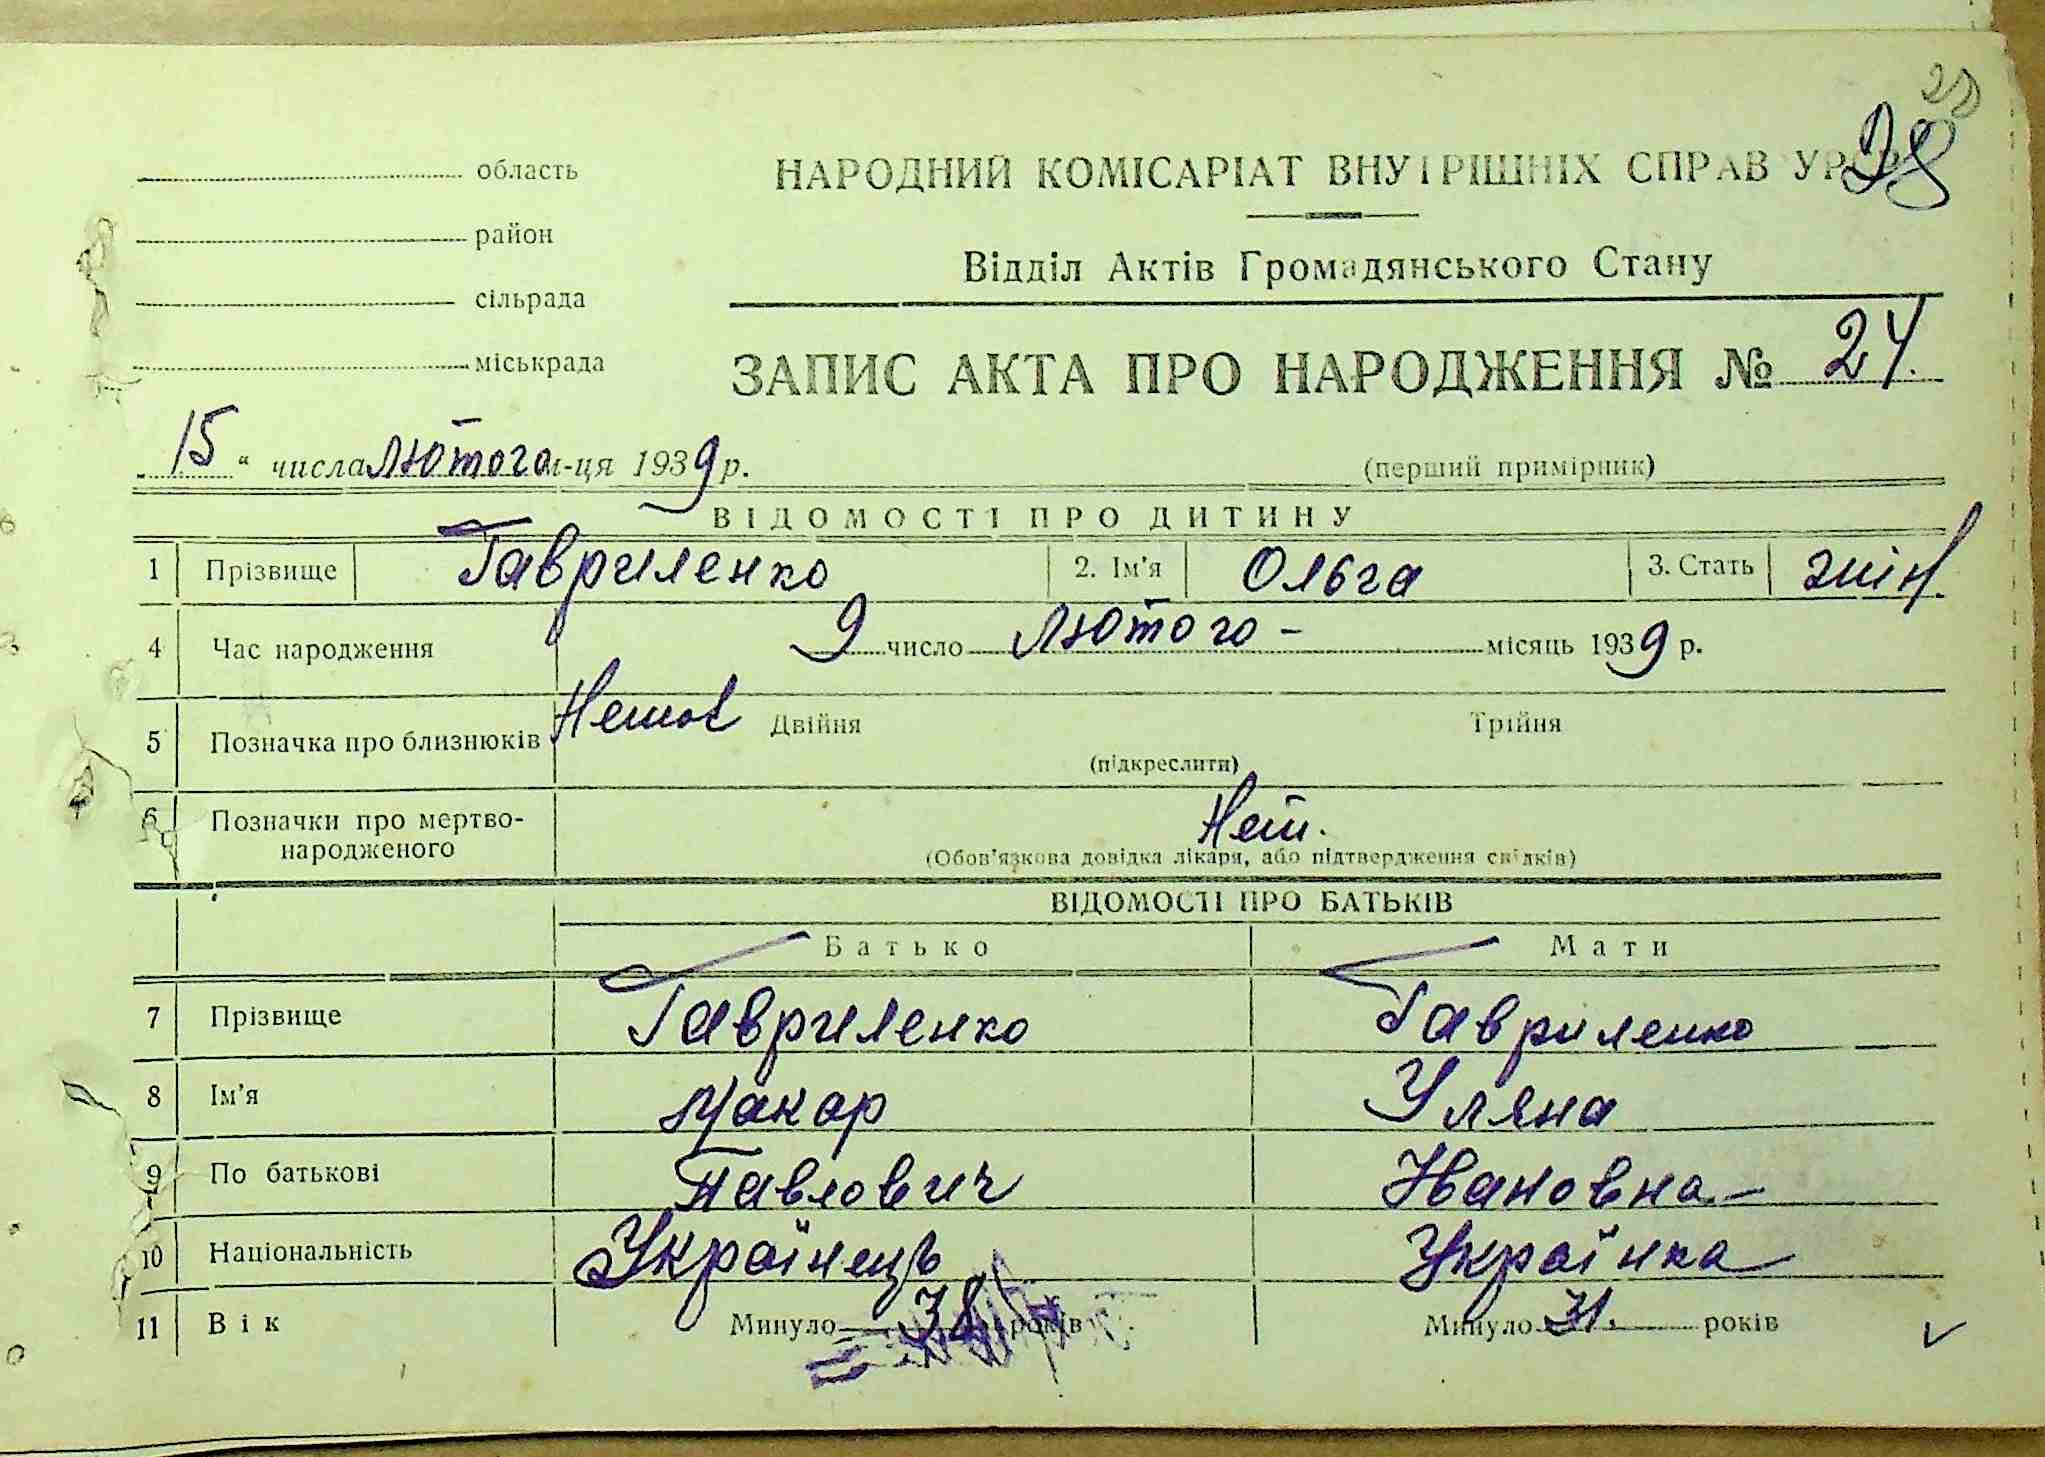 28
область
НАРОДНИЙ КОМІСАРІАТ ВНУТРІШНІХ СПРАВ УРСР
район
Відділ Актів Громадянського Стану
сільрада
міськрада
ЗАПИС АКТА ПРО НАРОДЖЕННЯ № 24.
„15“ числа лютого м-ця 1939 р. (перший примірник)
ВІДОМОСТІ ПРО ДИТИНУ
1 Прізвище Гавриленко 2. Ім'я Ольга 3. Стать жін.
4 Час народження 9 число лютого - місяць 1939 р.
5 Позначка про близнюків Двійня Трійня
(підкреслити)
6 Позначки про мертво-
народженого Нет.
(Обов'язкова довідка лікаря, або підтвердження свідків)
ВІДОМОСТІ ПРО БАТЬКІВ
Батько Мати
7 Прізвище Гавриленко Гавриленко
8 Ім'я Макар Уляна
9 По батькові Павлович Ивановна
10 Національність Українець Українка
11 Вік Минуло 38 років Минуло 31. років